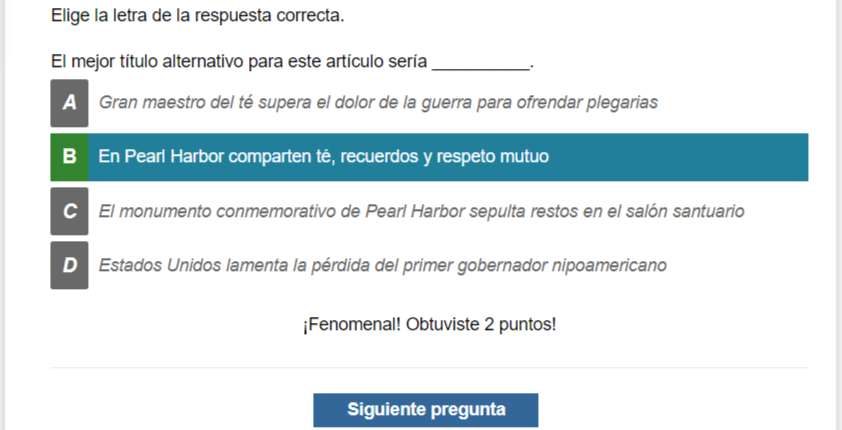 Elige la letra de la respuesta correcta.
El mejor título alternativo para este artículo sería ___________.
A Gran maestro del té supera el dolor de la guerra para ofrendar plegarias
B En Pearl Harbor comparten té, recuerdos y respeto mutuo
C El monumento conmemorativo de Pearl Harbor sepulta restos en el salón santuario
D Estados Unidos lamenta la pérdida del primer gobernador nipoamericano
¡Fenomenal! Obtuviste 2 puntos!
Siguiente pregunta